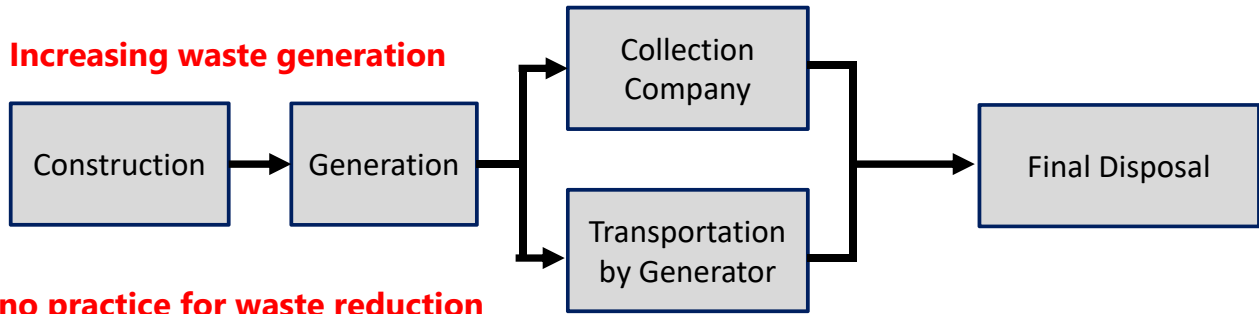 Increasing waste generation
Collection
Company
Construction
Generation
Final Disposal
Transportation
by Generator
no practice for waste reduction